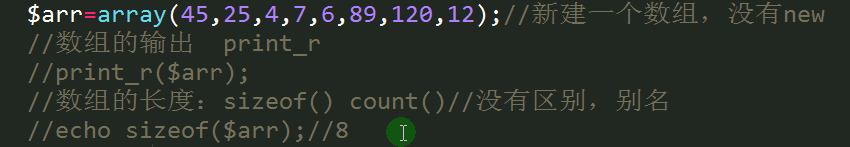 $arr=array(45,25,4,7,6,89,120,12);//新建一个数组，没有new
//数组的输出  print_r
//print_r($arr);
//数组的长度：sizeof() count()//没有区别，别名
//echo sizeof($arr);//8